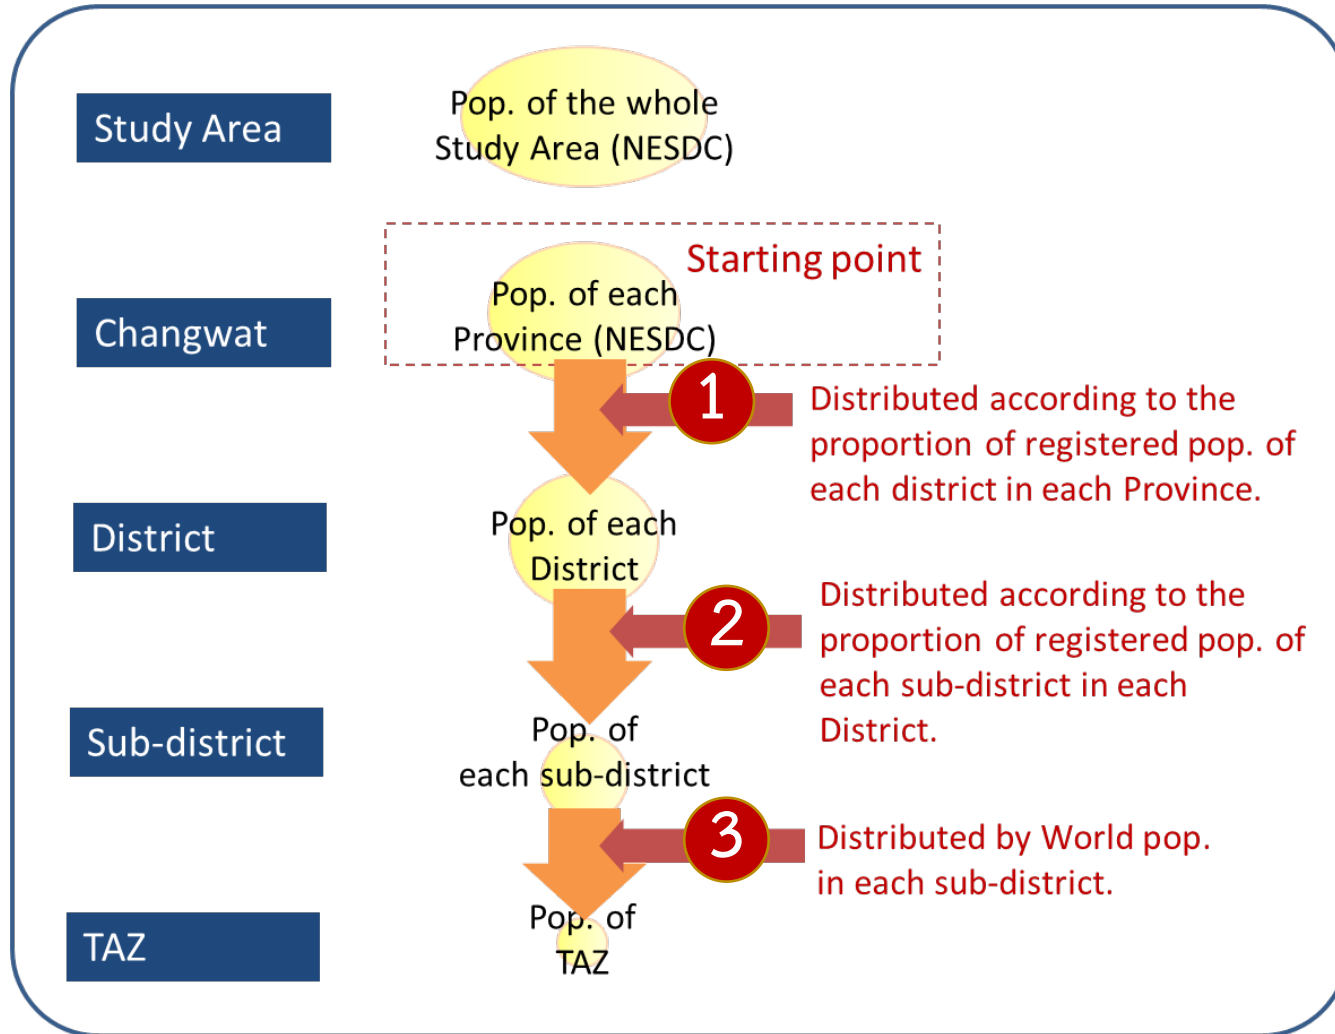 Study Area
Pop. of the whole
Study Area (NESDC)
Starting point
Changwat
Pop. of each
Province (NESDC)
1
Distributed according to the
proportion of registered pop. of
each district in each Province.
District
Pop. of each
District
2
Distributed according to the
proportion of registered pop. of
each sub-district in each
District.
Sub-district
Pop. of
each sub-district
3
Distributed by World pop.
in each sub-district.
TAZ
Pop. of
TAZ